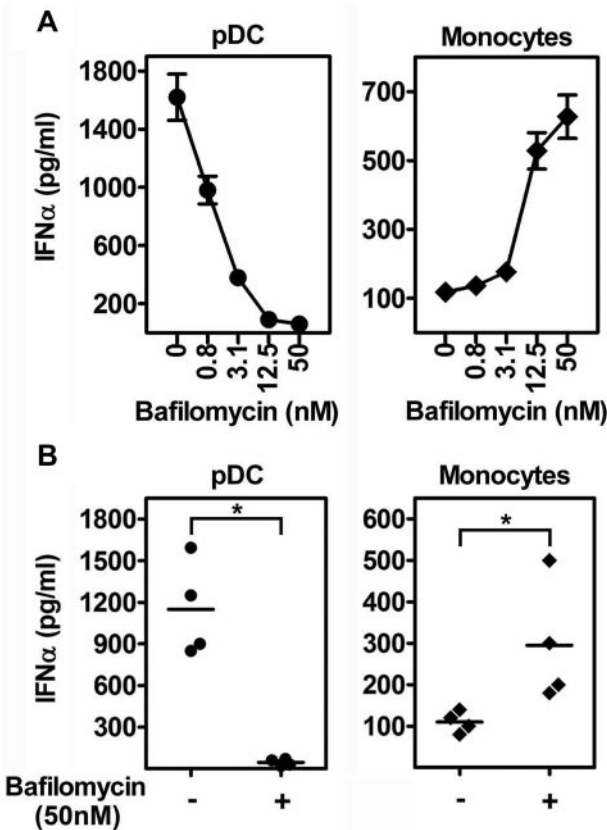 A
pDC
Monocytes
IFNα (pg/ml)
1800
1400
1000
600
200
700
500
300
100
0 0.8 3.1 12.5 50
0 0.8 3.1 12.5 50
Bafilomycin (nM)
Bafilomycin (nM)
B
pDC
Monocytes
IFNα (pg/ml)
1800
1500
1200
900
600
300
*
600
500
400
300
200
100
*
Bafilomycin
(50nM)
- +
- +